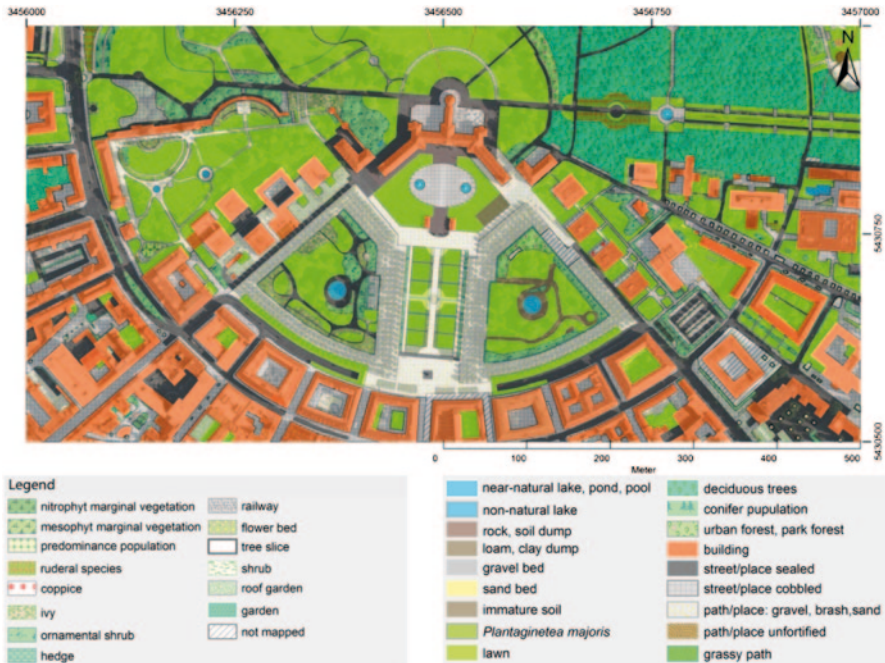 3456000 3456250 3456500 3456750 3457000
N
5430750
5430500
0 100 200 300 400 500
Meter
Legend
nitrophyt marginal vegetation
mesophyt marginal vegetation
predominance population
ruderal species
coppice
ivy
ornamental shrub
hedge
railway
flower bed
tree slice
shrub
roof garden
garden
not mapped
near-natural lake, pond, pool
non-natural lake
rock, soil dump
loam, clay dump
gravel bed
sand bed
immature soil
Plantaginetea majoris
lawn
deciduous trees
conifer pupulation
urban forest, park forest
building
street/place sealed
street/place cobbled
path/place: gravel, brash,sand
path/place unfortified
grassy path